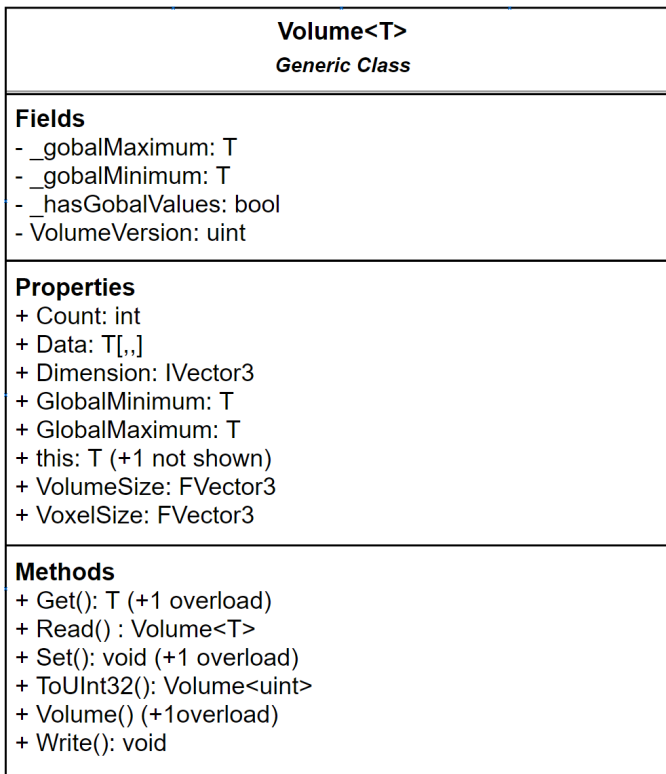 Volume<T>
Generic Class
Fields
- _gobalMaximum: T
- _gobalMinimum: T
- _hasGobalValues: bool
- VolumeVersion: uint
Properties
+ Count: int
+ Data: T[,,]
+ Dimension: IVector3
+ GlobalMinimum: T
+ GlobalMaximum: T
+ this: T (+1 not shown)
+ VolumeSize: FVector3
+ VoxelSize: FVector3
Methods
+ Get(): T (+1 overload)
+ Read() : Volume<T>
+ Set(): void (+1 overload)
+ ToUInt32(): Volume<uint>
+ Volume() (+1overload)
+ Write(): void